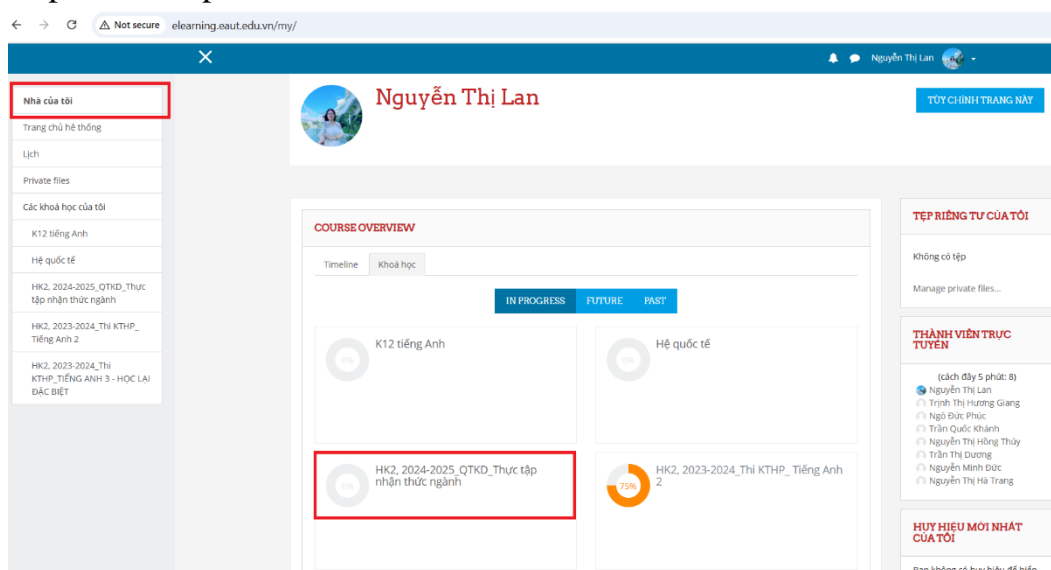 Not secure elearning.eaut.edu.vn/my/
Nguyễn Thị Lan
Nhà của tôi
Trang chủ hệ thống
Lịch
Private files
Các khoá học của tôi
K12 tiếng Anh
Hệ quốc tế
HK2, 2024-2025_QTKD_Thực
tập nhận thức ngành
HK2, 2023-2024_Thi KTHP_
Tiếng Anh 2
HK2, 2023-2024_Thi
KTHP_TIẾNG ANH 3 - HỌC LẠI
ĐẶC BIỆT
Nguyễn Thị Lan
TÙY CHỈNH TRANG NÀY
COURSE OVERVIEW
Timeline Khoá học
IN PROGRESS FUTURE PAST
0% K12 tiếng Anh
0% Hệ quốc tế
0% HK2, 2024-2025_QTKD_Thực tập
nhận thức ngành
75% HK2, 2023-2024_Thi KTHP_ Tiếng Anh
2
TỆP RIÊNG TƯ CỦA TÔI
Không có tệp
Manage private files...
THÀNH VIÊN TRỰC
TUYẾN
(cách đây 5 phút: 8)
Nguyễn Thị Lan
Trịnh Thị Hương Giang
Ngô Đức Phúc
Trần Quốc Khánh
Nguyễn Thị Hồng Thúy
Trần Thị Dương
Nguyễn Minh Đức
Nguyễn Thị Hà Trang
HUY HIỆU MỚI NHẤT
CỦA TÔI